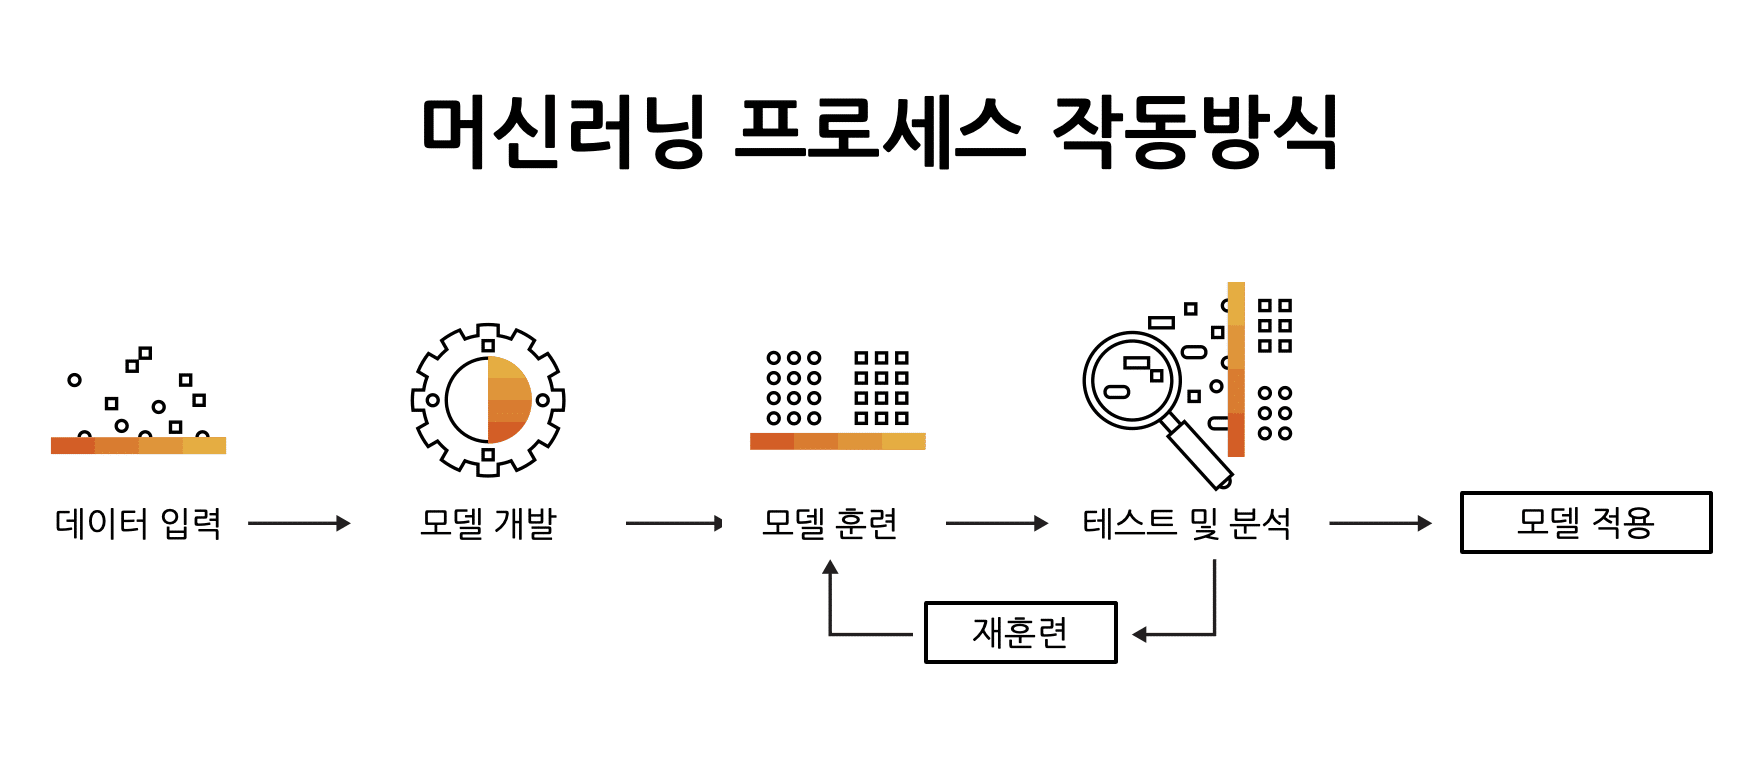 머신러닝 프로세스 작동방식
데이터 입력
모델 개발
모델 훈련
테스트 및 분석
모델 적용
재훈련